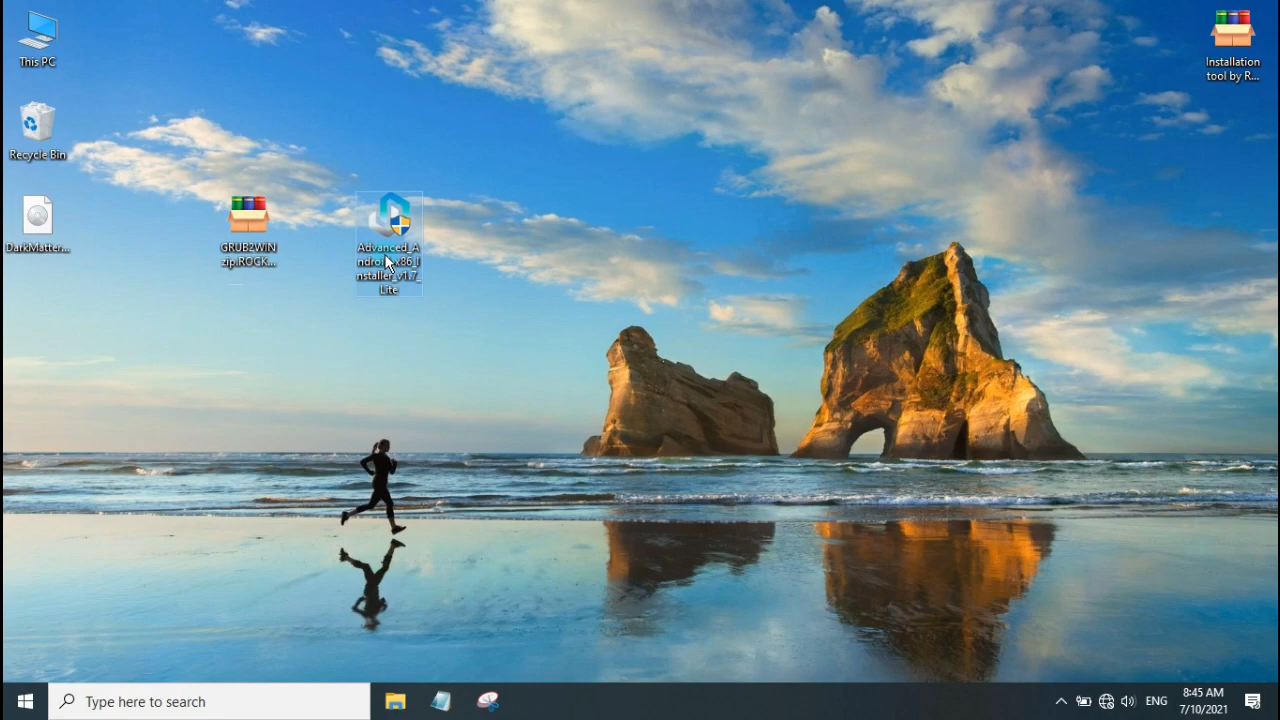 This PC
Recycle Bin
DarkMatter...
GRUB2WIN
zip.ROCK...
Advanced_A
ndroid_x86_I
nstaller_v1.7_
Lite
Installation
tool by R...
Type here to search
ENG
8:45 AM
7/10/2021